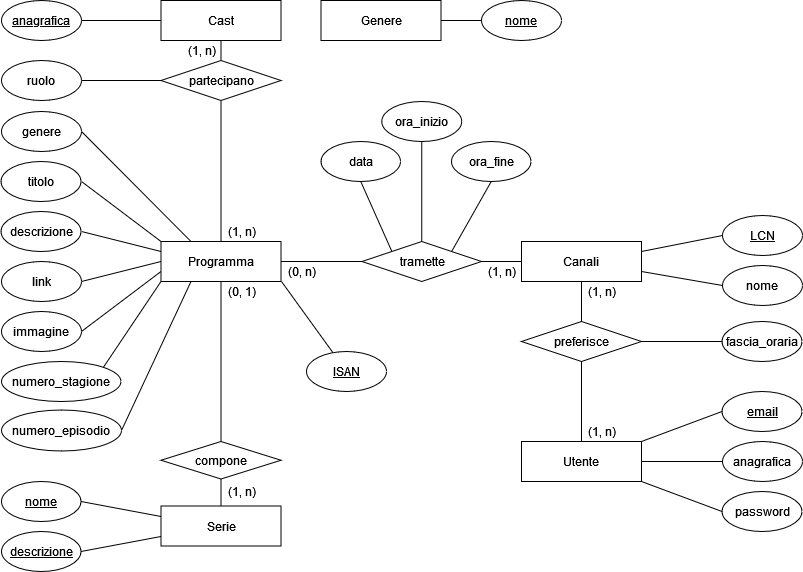 anagrafica
Cast
Genere
nome
(1, n)
ruolo
partecipano
genere
ora_inizio
data
ora_fine
titolo
descrizione
(1, n)
LCN
link
Programma
(0, n)
tramette
(1, n)
Canali
nome
(0, 1)
(1, n)
immagine
preferisce
fascia_oraria
numero_stagione
ISAN
email
numero_episodio
(1, n)
compone
Utente
anagrafica
(1, n)
nome
password
Serie
descrizione